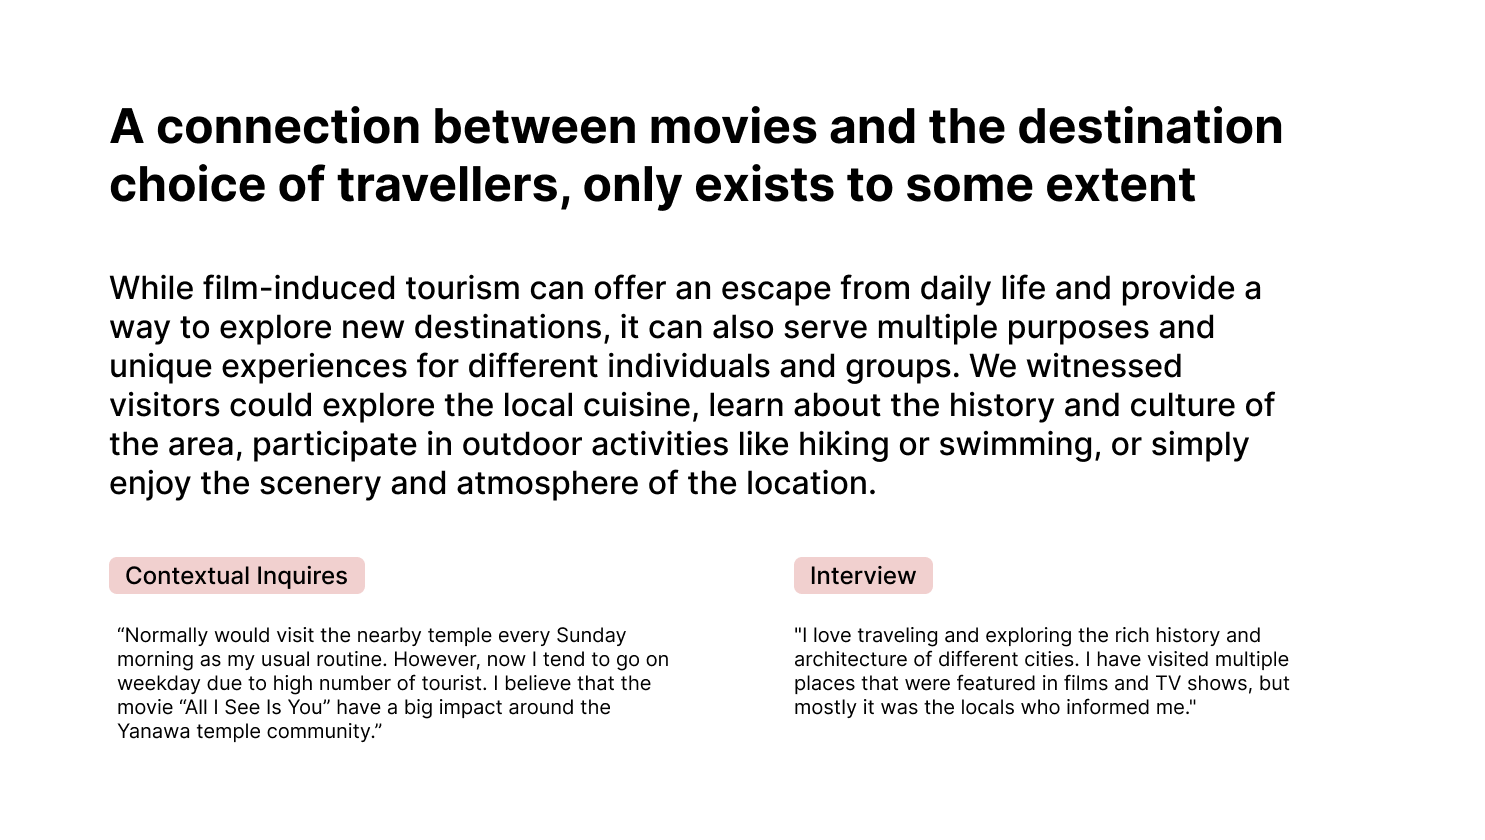 A connection between movies and the destination
choice of travellers, only exists to some extent
While film-induced tourism can offer an escape from daily life and provide a
way to explore new destinations, it can also serve multiple purposes and
unique experiences for different individuals and groups. We witnessed
visitors could explore the local cuisine, learn about the history and culture of
the area, participate in outdoor activities like hiking or swimming, or simply
enjoy the scenery and atmosphere of the location.
Contextual Inquires
“Normally would visit the nearby temple every Sunday
morning as my usual routine. However, now I tend to go on
weekday due to high number of tourist. I believe that the
movie “All I See Is You” have a big impact around the
Yanawa temple community.”
Interview
"I love traveling and exploring the rich history and
architecture of different cities. I have visited multiple
places that were featured in films and TV shows, but
mostly it was the locals who informed me."